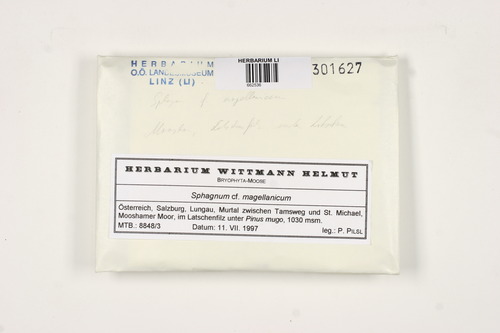 HERBARIUM
O.Ö. LANDESMUSEUM
LINZ (LI)
HERBARIUM LI
662536
301627
HERBARIUM WITTMANN HELMUT
BRYOPHYTA-MOOSE
Sphagnum cf. magellanicum
Österreich, Salzburg, Lungau, Murtal zwischen Tamsweg und St. Michael,
Mooshamer Moor, im Latschenfilz unter Pinus mugo, 1030 msm.
MTB.: 8848/3 Datum: 11. VII. 1997 leg.: P. PILSL